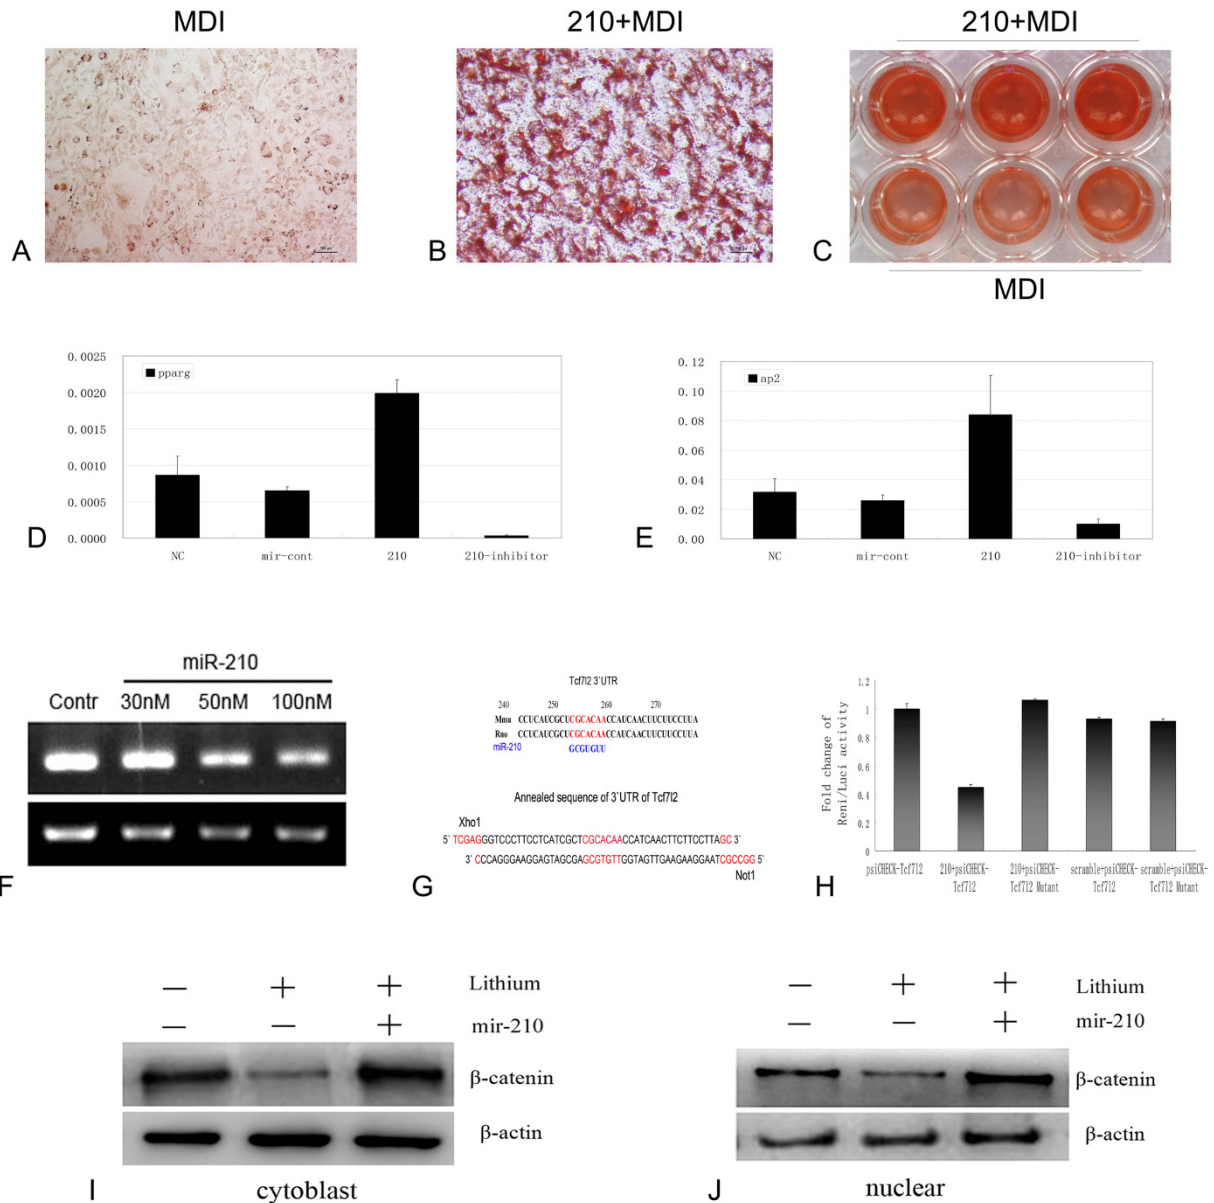 MDI
210+MDI
210+MDI
A
B
C
MDI
0.0025
0.0020
0.0015
0.0010
0.0005
0.0000
pparg
NC mir-cont 210 210-inhibitor
D
0.12
0.10
0.08
0.06
0.04
0.02
0.00
ap2
NC mir-cont 210 210-inhibitor
E
miR-210
Contr 30nM 50nM 100nM
F
Tcf7l2 3`UTR
240 250 260 270
Mmu CCUCAUCGCUCGCACAACCAUCAACUUCUUCCUUA
Rno CCUCAUCGCUCGCACAACCAUCAACUUCUUCCUUA
miR-210 GCGUGUU
Annealed sequence of 3`UTR of Tcf7l2
Xho1
5` TCGAGGGTCCCTTCCTCATCGCTCGCACAACCATCAACTTCTTCCTTAGC 3`
3` CCCAGGGAAGGAGTAGCGAGCGTGTTGGTAGTTGAAGAAGGAATCGCCGG 5`
Not1
G
Fold change of
Reni/Luci activity
1.2
1
0.8
0.6
0.4
0.2
0
psiCHECK-Tcf7l2 210+psiCHECK-Tcf7l2 210+psiCHECK-Tcf7l2 Mutant scramble+psiCHECK-Tcf7l2 scramble+psiCHECK-Tcf7l2 Mutant
H
— + + Lithium
— — + mir-210
β-catenin
β-actin
I
cytoblast
— + + Lithium
— — + mir-210
β-catenin
β-actin
J
nuclear